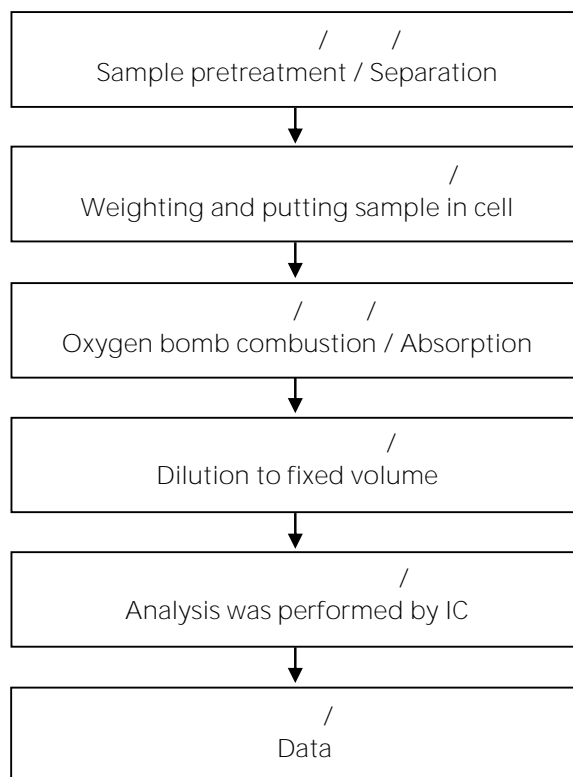 / /
Sample pretreatment / Separation
/
Weighting and putting sample in cell
/ /
Oxygen bomb combustion / Absorption
/
Dilution to fixed volume
/
Analysis was performed by IC
/
Data